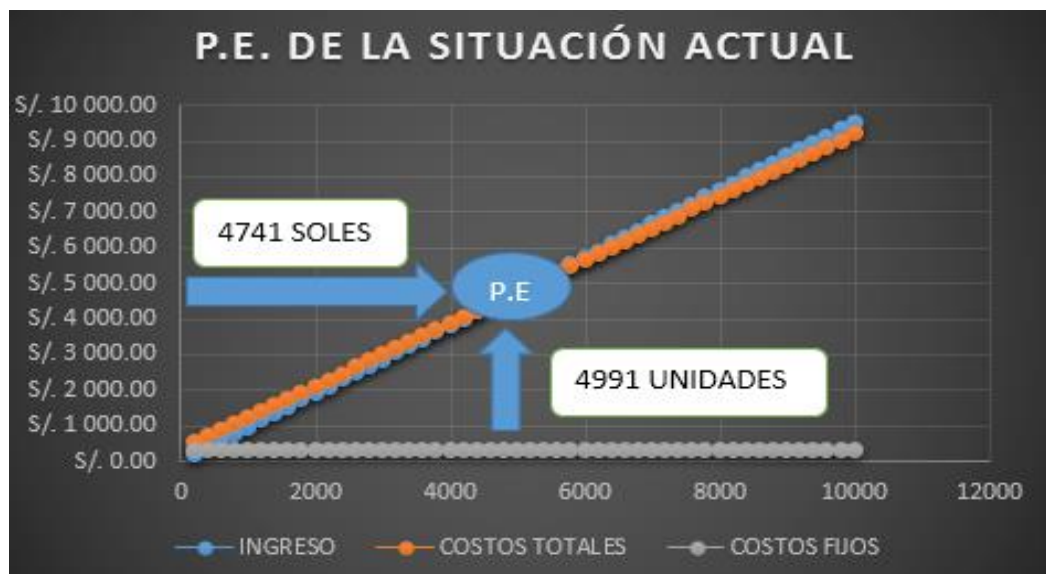 P.E. DE LA SITUACIÓN ACTUAL
S/. 10 000.00
S/. 9 000.00
S/. 8 000.00
S/. 7 000.00
S/. 6 000.00
S/. 5 000.00
S/. 4 000.00
S/. 3 000.00
S/. 2 000.00
S/. 1 000.00
S/. 0.00
4741 SOLES
P.E
4991 UNIDADES
0 2000 4000 6000 8000 10000 12000
INGRESO COSTOS TOTALES COSTOS FIJOS